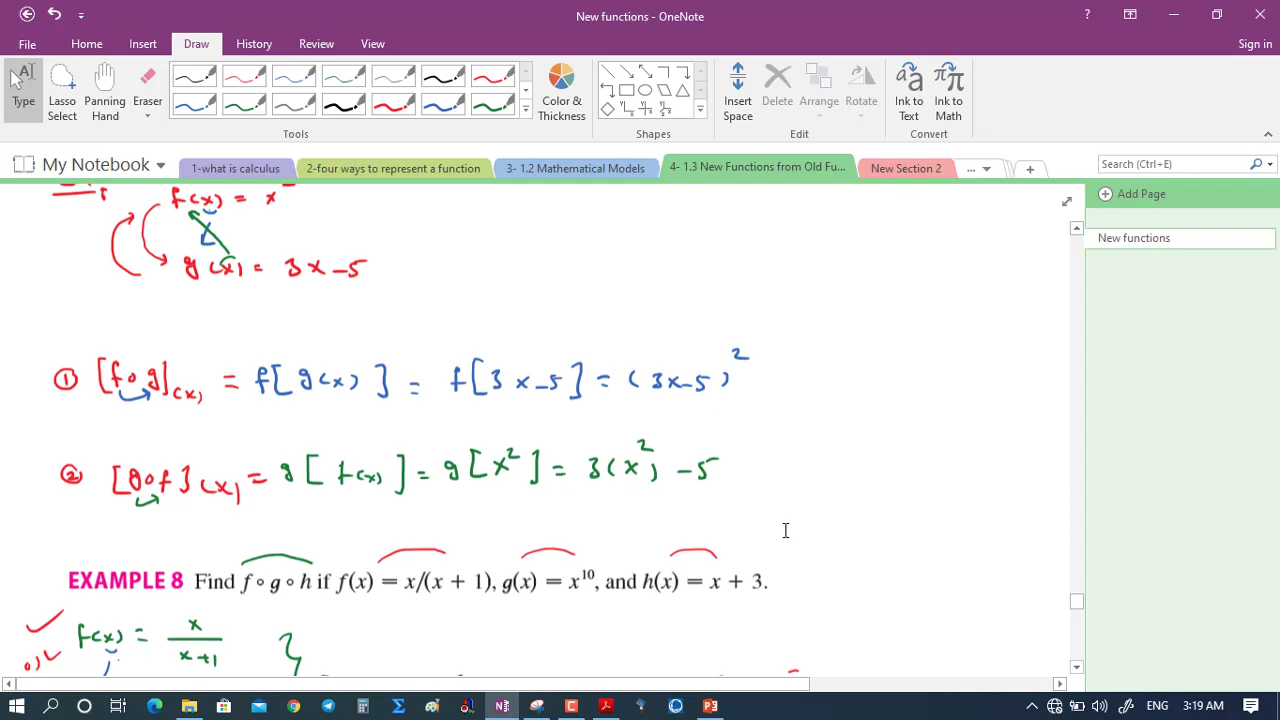 New functions - OneNote
? Sign in
File Home Insert Draw History Review View
Type Lasso Select Panning Hand Eraser Color & Thickness Insert Space Delete Arrange Rotate Ink to Text Ink to Math
Tools Shapes Edit Convert
My Notebook 1-what is calculus 2-four ways to represent a function 3- 1.2 Mathematical Models 4- 1.3 New Functions from Old Fu... New Section 2 ... Search (Ctrl+E)
Add Page
New functions
f(x) = x
g(x) = 3x-5
① [f∘g](x) = f[g(x)] = f[3x-5] = (3x-5)²
② [g∘f](x) = g[f(x)] = g[x²] = 3(x²) -5
EXAMPLE 8 Find f ∘ g ∘ h if f(x) = x/(x + 1), g(x) = x¹⁰, and h(x) = x + 3.
f(x) = x/(x+1)
3:19 AM